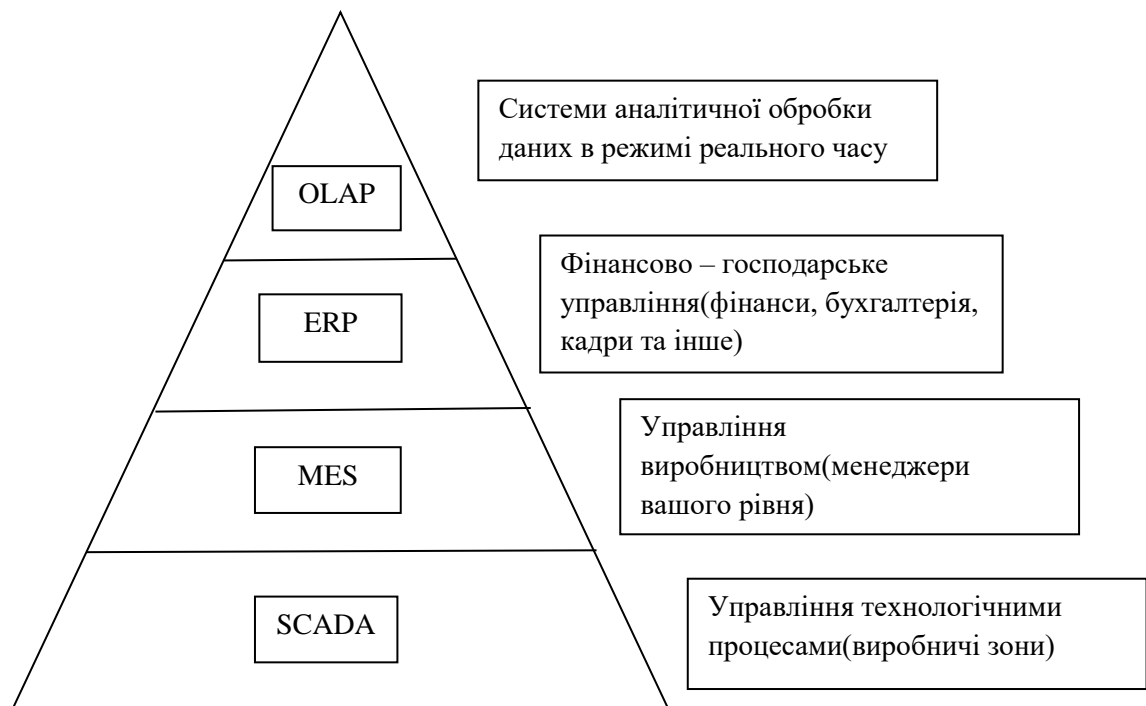 Системи аналітичної обробки
даних в режимі реального часу
OLAP
Фінансово – господарське
управління(фінанси, бухгалтерія,
кадри та інше)
ERP
Управління
виробництвом(менеджери
вашого рівня)
MES
Управління технологічними
процесами(виробничі зони)
SCADA